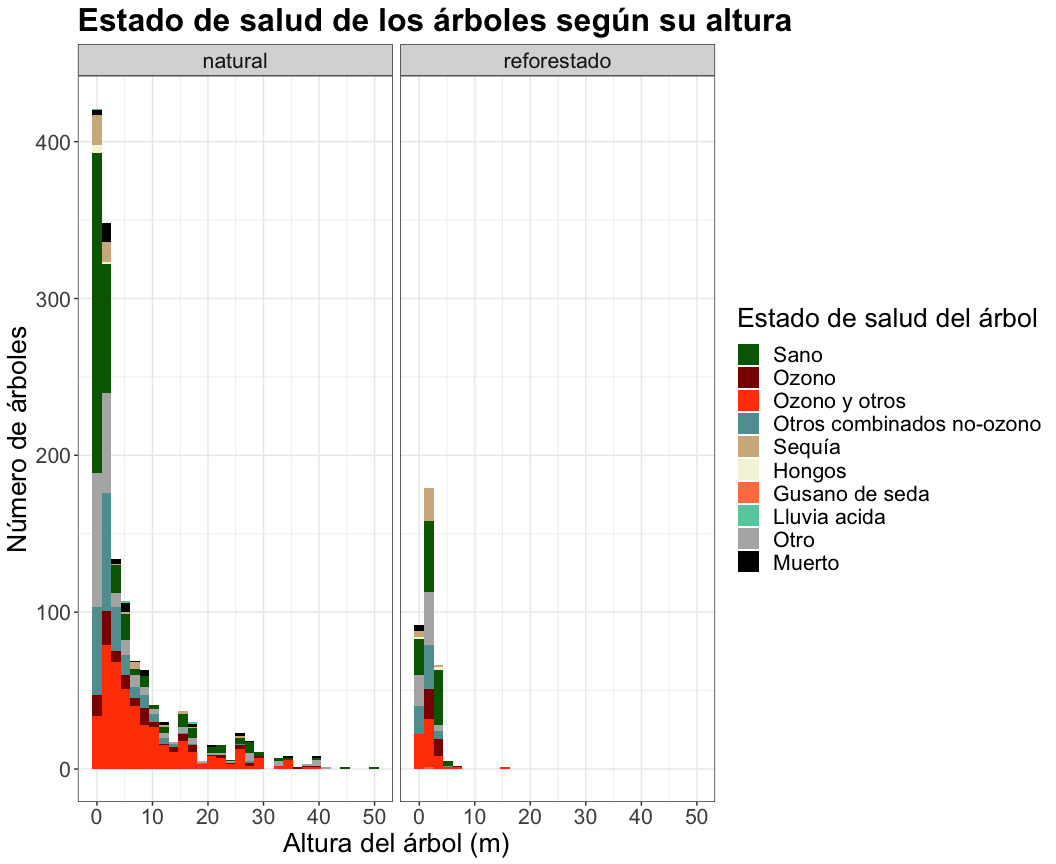 Estado de salud de los árboles según su altura
natural
reforestado
Número de árboles
400
300
200
100
0
0 10 20 30 40 50
0 10 20 30 40 50
Altura del árbol (m)
Estado de salud del árbol
Sano
Ozono
Ozono y otros
Otros combinados no-ozono
Sequía
Hongos
Gusano de seda
Lluvia acida
Otro
Muerto